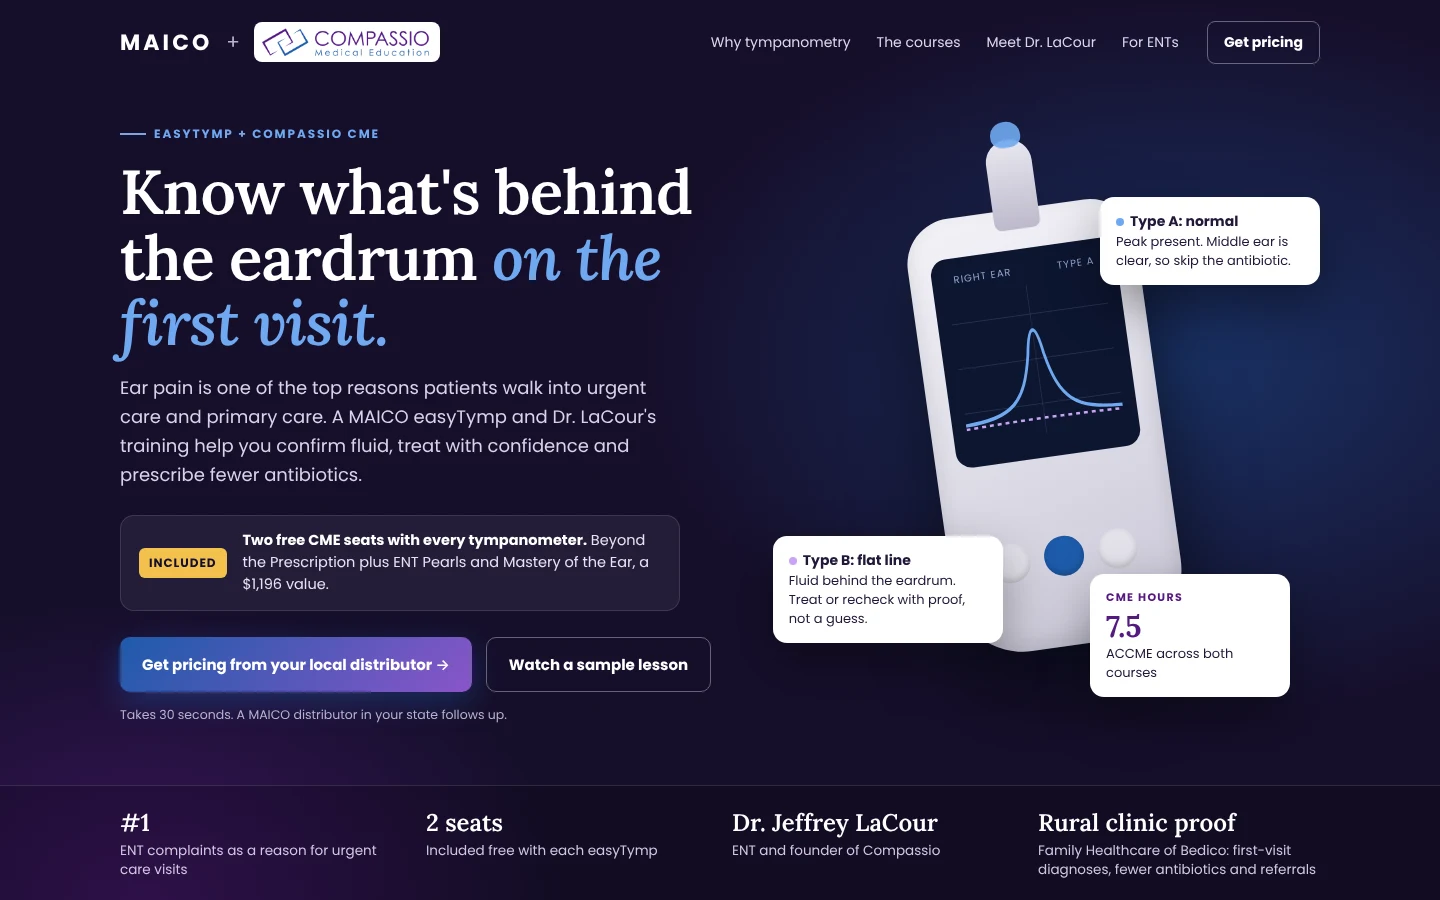 MAICO + COMPASSIO
Medical Education
Why tympanometry
The courses
Meet Dr. LaCour
For ENTs
Get pricing
EASYTYMP + COMPASSIO CME
Know what's behind
the eardrum on the
first visit.
Ear pain is one of the top reasons patients walk into urgent
care and primary care. A MAICO easyTymp and Dr. LaCour's
training help you confirm fluid, treat with confidence and
prescribe fewer antibiotics.
INCLUDED
Two free CME seats with every tympanometer. Beyond
the Prescription plus ENT Pearls and Mastery of the Ear, a
$1,196 value.
Get pricing from your local distributor →
Watch a sample lesson
Takes 30 seconds. A MAICO distributor in your state follows up.
RIGHT EAR
TYPE A
Type A: normal
Peak present. Middle ear is
clear, so skip the antibiotic.
Type B: flat line
Fluid behind the eardrum.
Treat or recheck with proof,
not a guess.
CME HOURS
7.5
ACCME across both
courses
#1
ENT complaints as a reason for urgent
care visits
2 seats
Included free with each easyTymp
Dr. Jeffrey LaCour
ENT and founder of Compassio
Rural clinic proof
Family Healthcare of Bedico: first-visit
diagnoses, fewer antibiotics and referrals